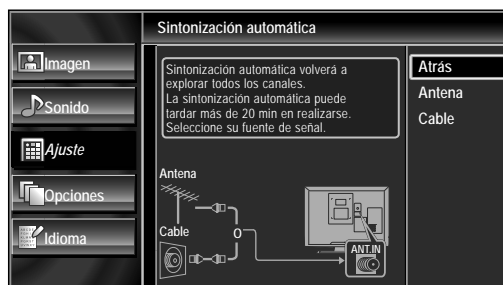 Sintonización automática
Imagen
Sonido
Ajuste
Opciones
Idioma
Sintonización automática volverá a
explorar todos los canales.
La sintonización automática puede
tardar más de 20 min en realizarse.
Seleccione su fuente de señal.
Antena
Cable
O
ANT.IN
Atrás
Antena
Cable